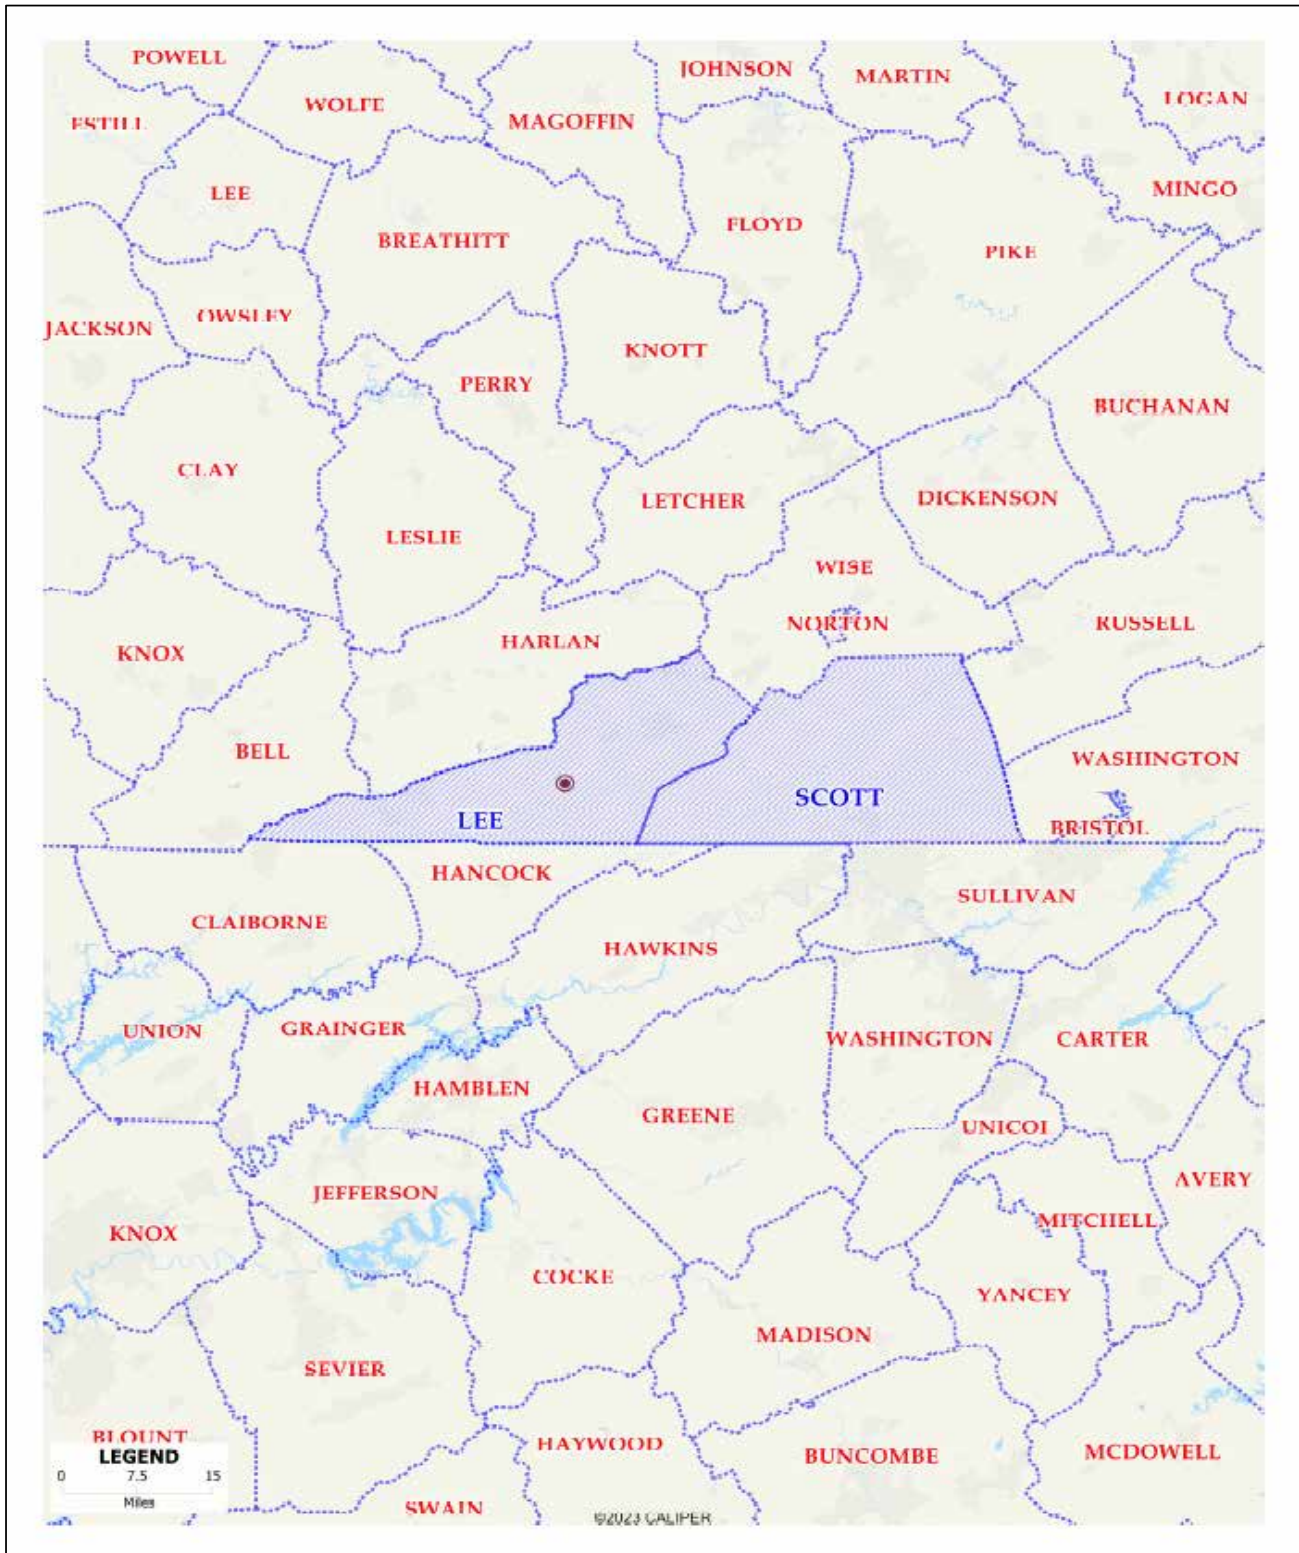 POWELL
JOHNSON
MARTIN
WOLFE
LOGAN
ESTILL
MAGOFFIN
LEE
MINGO
FLOYD
BREATHITT
PIKE
OWSLEY
JACKSON
KNOTT
PERRY
BUCHANAN
CLAY
DICKENSON
LETCHER
LESLIE
WISE
NORTON
RUSSELL
HARLAN
KNOX
BELL
WASHINGTON
SCOTT
LEE
BRISTOL
HANCOCK
SULLIVAN
CLAIBORNE
HAWKINS
UNION
GRAINGER
WASHINGTON
CARTER
HAMBLEN
GREENE
UNICOI
AVERY
JEFFERSON
MITCHELL
KNOX
COCKE
YANCEY
MADISON
SEVIER
BLOUNT
HAYWOOD
BUNCOMBE
MCDOWELL
LEGEND
0 7.5 15
Miles
SWAIN
©2023 CALIPER